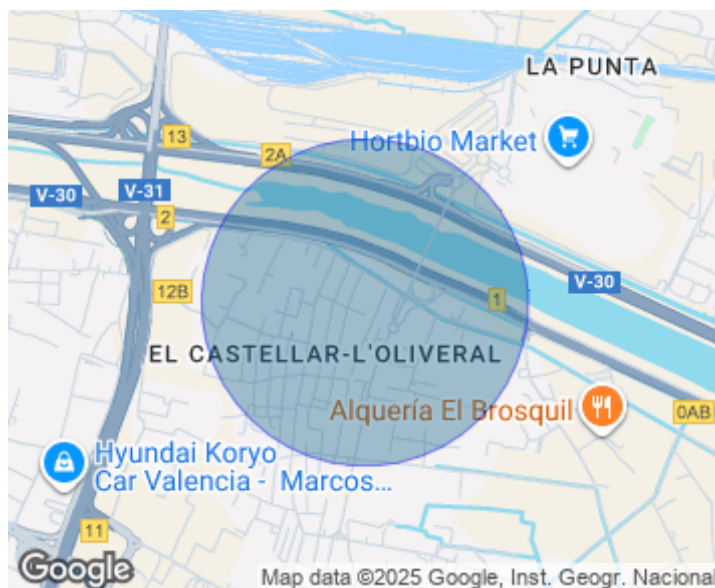 LA PUNTA
13
Hortbio Market
2A
V-31
V-30
2
12B
V-30
1
EL CASTELLAR-L'OLIVERAL
Alquería El Brosquil
0AB
Hyundai Koryo
Car Valencia - Marcos...
11
Google
Map data ©2025 Google, Inst. Geogr. Nacional